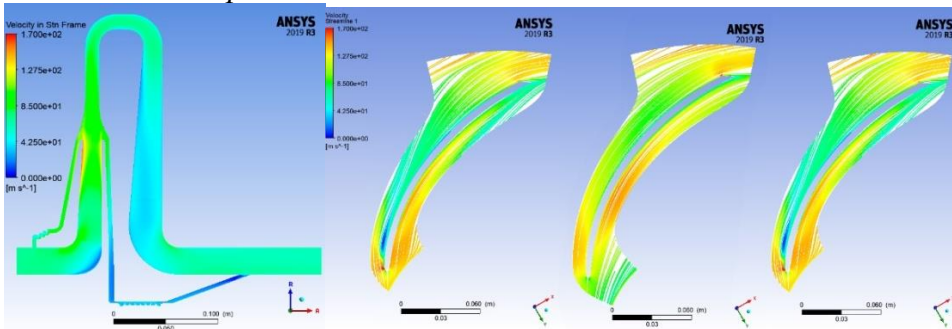 Velocity in Stn Frame
1.700e+02
1.275e+02
8.500e+01
4.250e+01
0.000e+00
[m s^-1]
ANSYS
2019 R3
R
R
0 0.100 (m)
0.050
Velocity
Streamline 1
1.700e+02
1.275e+02
8.500e+01
4.250e+01
0.000e+00
[m s^-1]
ANSYS
2019 R3
0 0.060 (m)
0.03
ANSYS
2019 R3
0 0.060 (m)
0.03
ANSYS
2019 R3
0 0.060 (m)
0.03